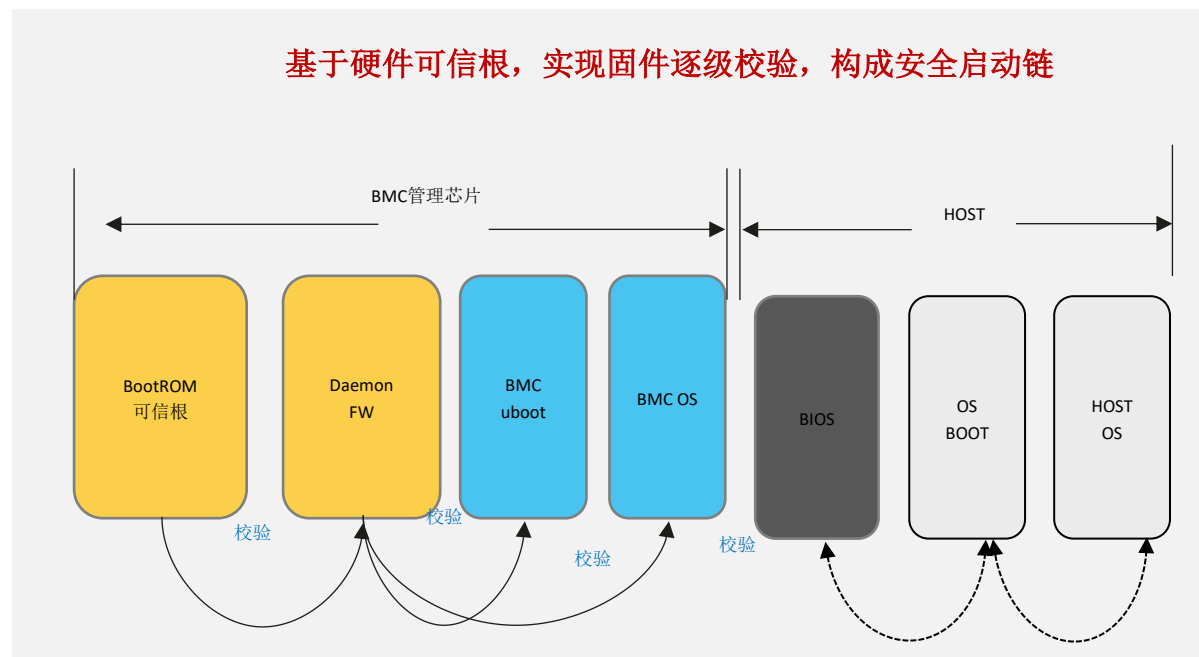 基于硬件可信根，实现固件逐级校验，构成安全启动链
BMC管理芯片
HOST
BootROM
可信根
Daemon
FW
BMC
uboot
BMC OS
BIOS
OS
BOOT
HOST
OS
校验
校验
校验
校验